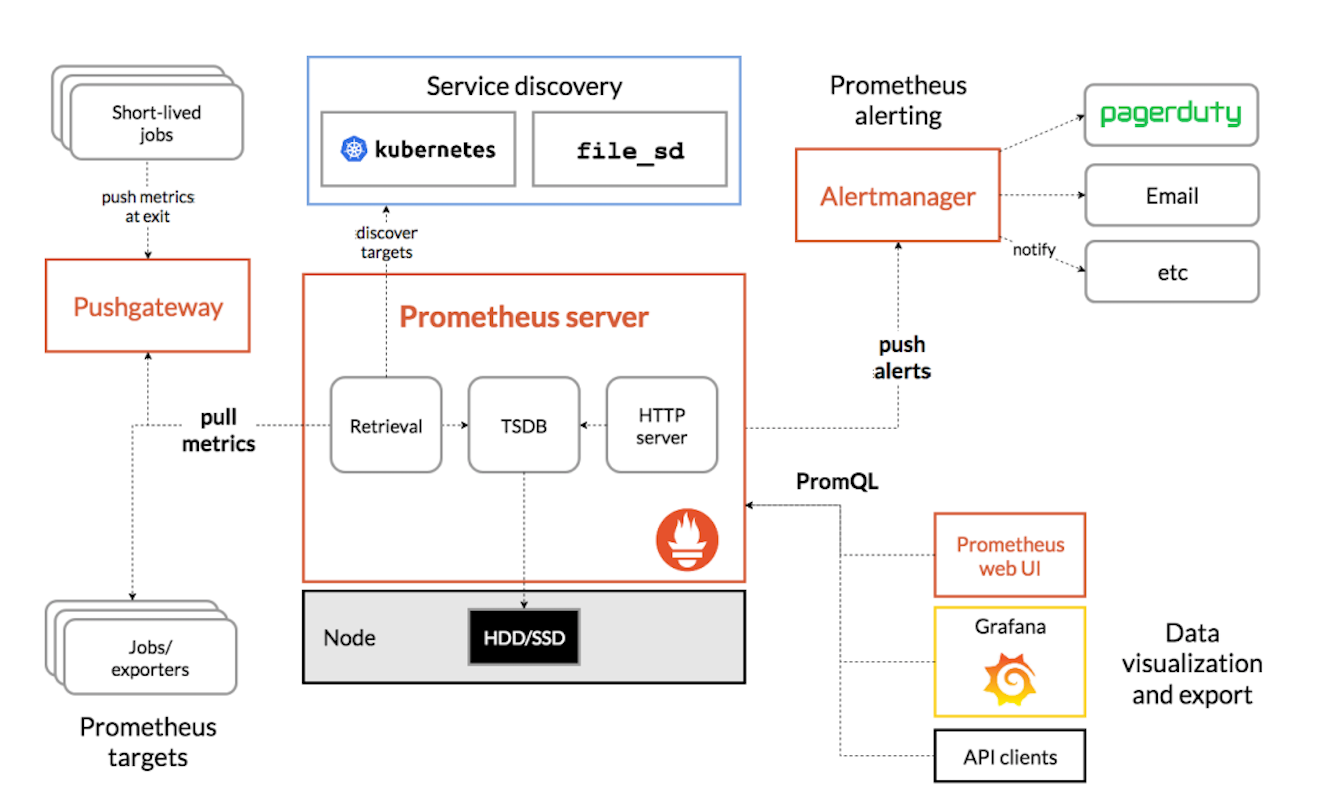 Short-lived
jobs
push metrics
at exit
Pushgateway
pull
metrics
Jobs/
exporters
Prometheus
targets
Service discovery
kubernetes
file_sd
discover
targets
Prometheus server
Retrieval
TSDB
HTTP
server
Node
HDD/SSD
Prometheus
alerting
Alertmanager
pagerduty
Email
notify
etc
push
alerts
PromQL
Prometheus
web UI
Grafana
API clients
Data
visualization
and export